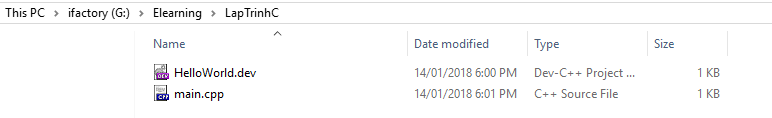 This PC > ifactory (G:) > Elearning > LapTrinhC
Name Date modified Type Size
HelloWorld.dev 14/01/2018 6:00 PM Dev-C++ Project ... 1 KB
main.cpp 14/01/2018 6:01 PM C++ Source File 1 KB